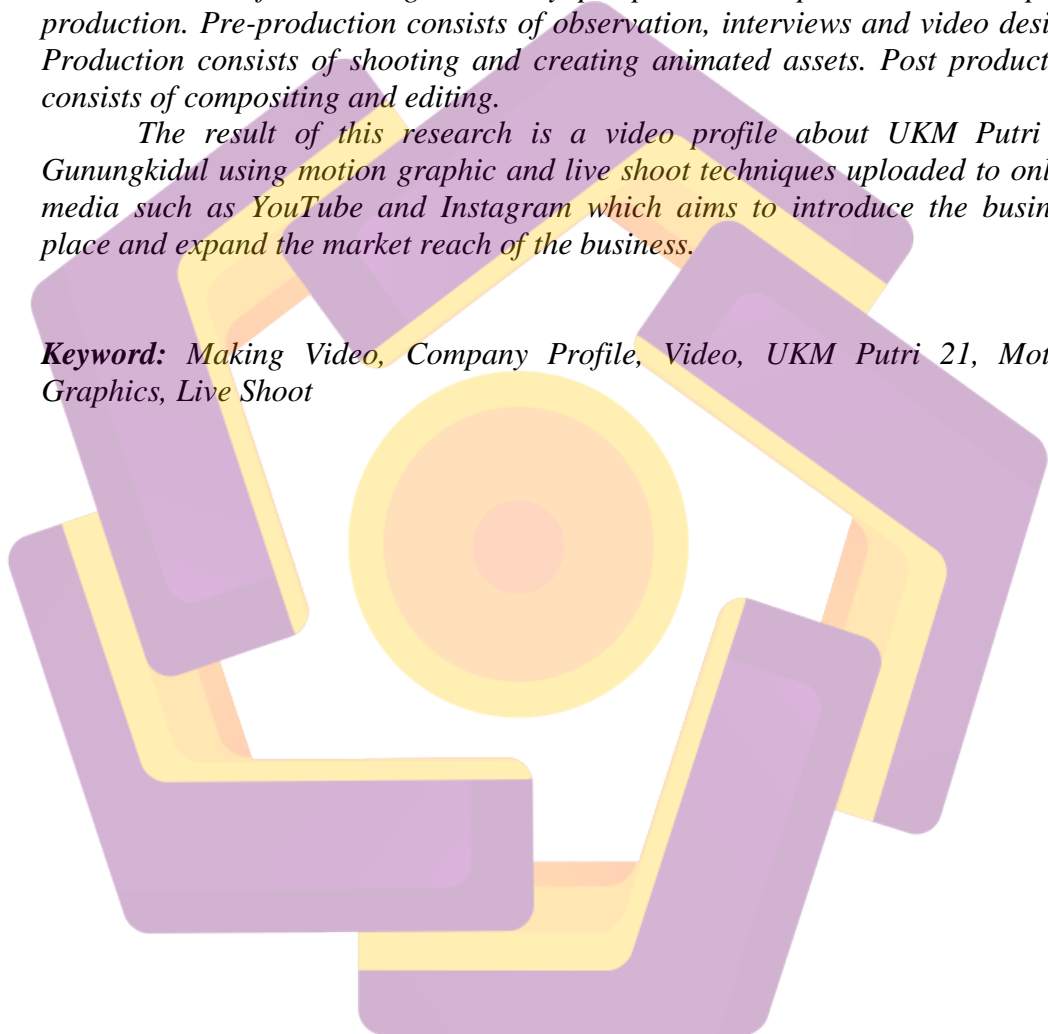 production. Pre-production consists of observation, interviews and video desi
Production consists of shooting and creating animated assets. Post product
consists of compositing and editing.
The result of this research is a video profile about UKM Putri
Gunungkidul using motion graphic and live shoot techniques uploaded to onl
media such as YouTube and Instagram which aims to introduce the busin
place and expand the market reach of the business.
Keyword: Making Video, Company Profile, Video, UKM Putri 21, Mot
Graphics, Live Shoot